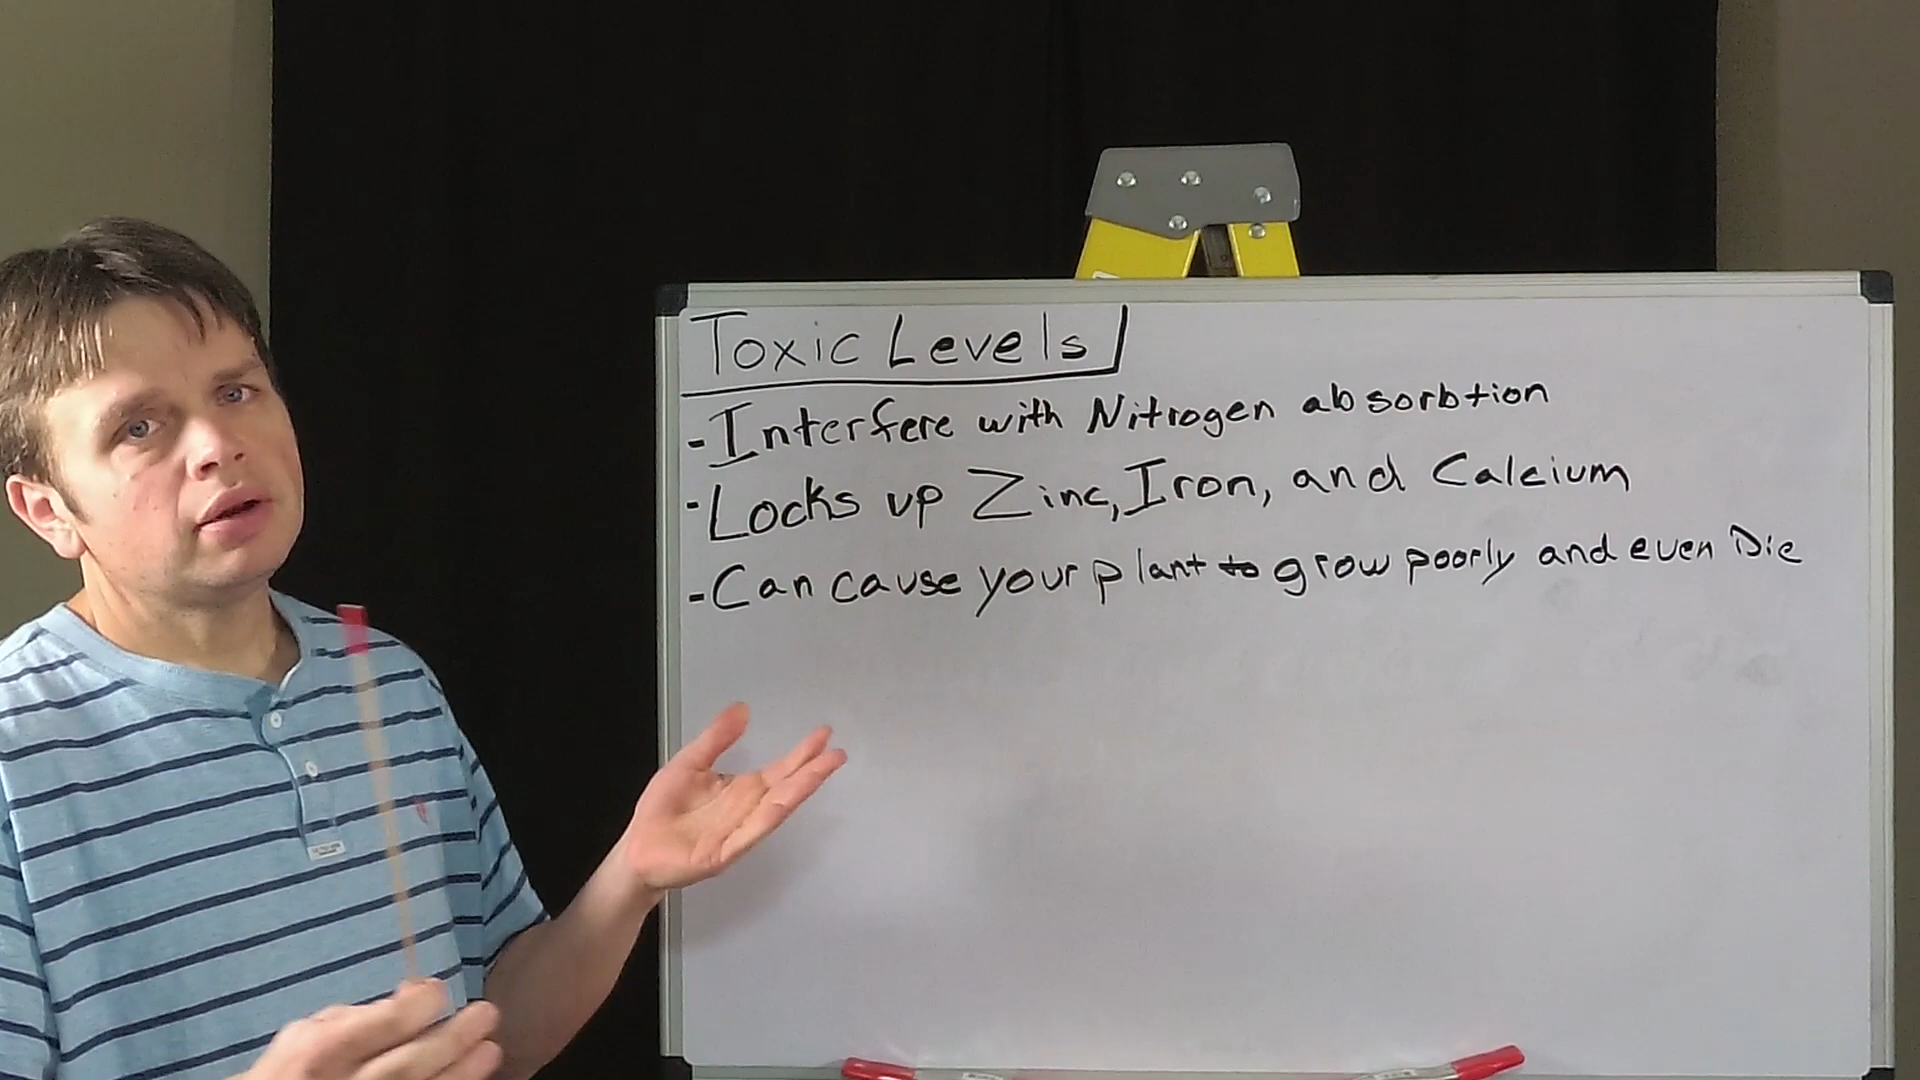 Toxic Levels
- Interfere with Nitrogen absorbtion
- Locks up Zinc, Iron, and Calcium
- Can cause your plant to grow poorly and even Die